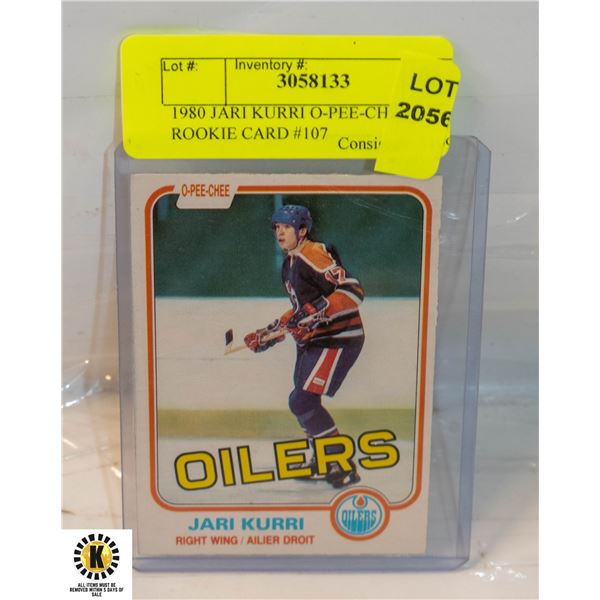 Lot #:
Inventory #:
3058133
LOT
2056
1980 JARI KURRI O-PEE-CH
ROOKIE CARD #107
O-PEE-CHEE
OILERS
JARI KURRI
RIGHT WING / AILIER DROIT
OILERS
K
ALL ITEMS MUST BE
REMOVED WITHIN 5 DAYS OF
SALE